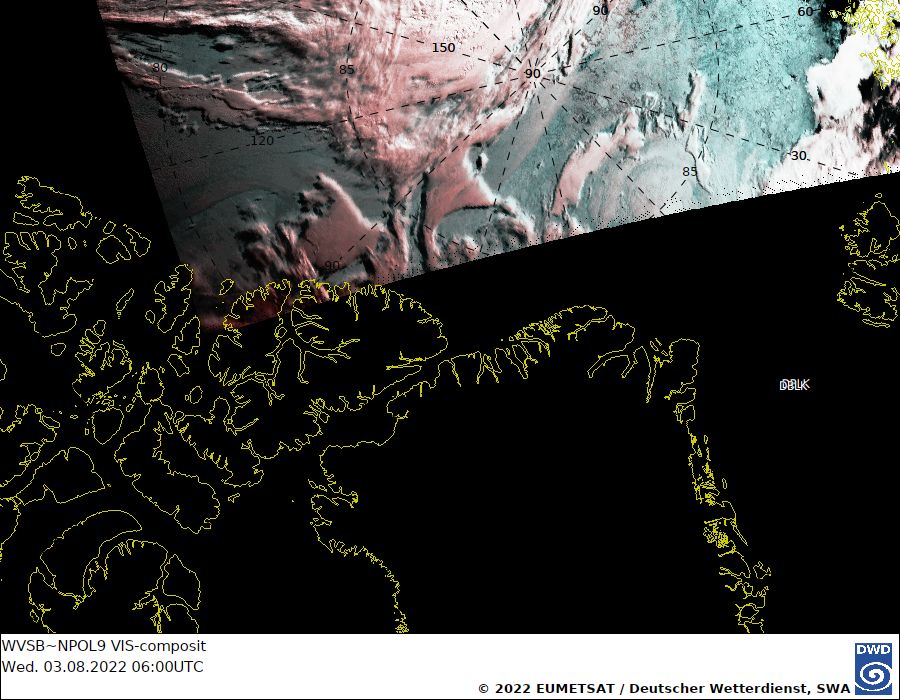 90
60
150
80
85
90
120
30
85
90
DBLK
WVSB~NPOL9 VIS-composit
Wed. 03.08.2022 06:00UTC
DWD
© 2022 EUMETSAT / Deutscher Wetterdienst, SWA